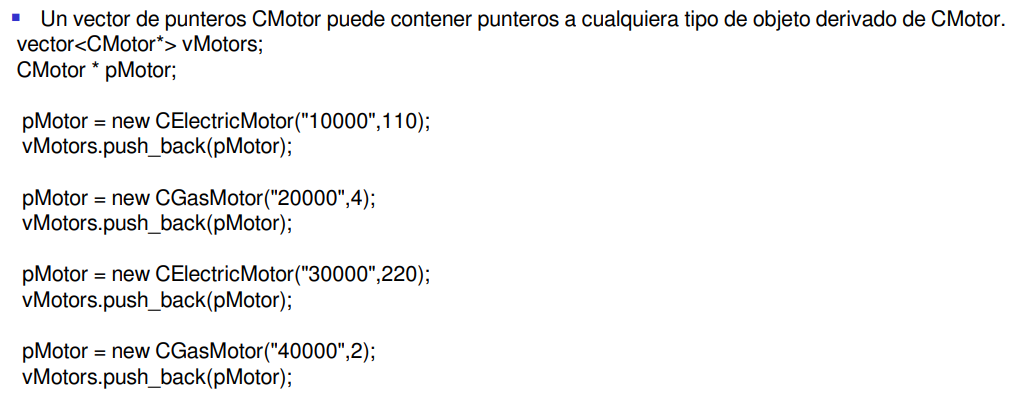 ▪ Un vector de punteros CMotor puede contener punteros a cualquiera tipo de objeto derivado de CMotor.
vector<CMotor*> vMotors;
CMotor * pMotor;
pMotor = new CElectricMotor("10000",110);
vMotors.push_back(pMotor);
pMotor = new CGasMotor("20000",4);
vMotors.push_back(pMotor);
pMotor = new CElectricMotor("30000",220);
vMotors.push_back(pMotor);
pMotor = new CGasMotor("40000",2);
vMotors.push_back(pMotor);